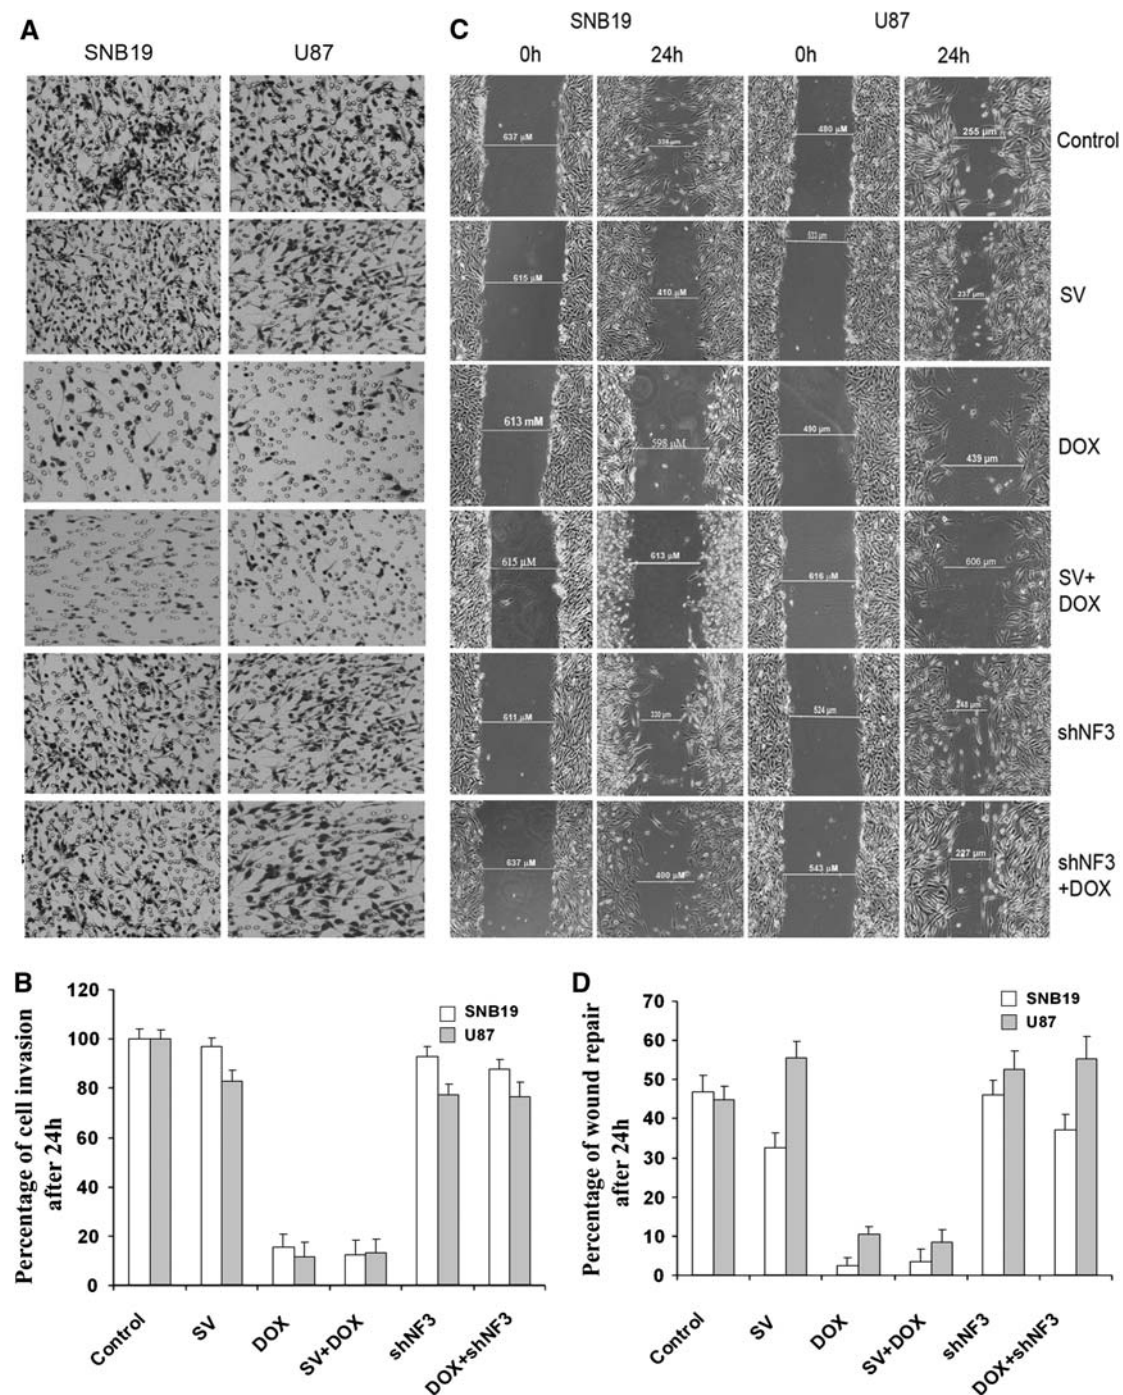 A
SNB19 U87
C
SNB19 U87
0h 24h 0h 24h
637 µM
480 µM 255 µm
Control
615 µM 410 µM 533 µm 237 µm
SV
613 mM 598 µM 490 µm 439 µm
DOX
615 µM 613 µM 616 µM 606 µm
SV+
DOX
611 µM 330 µm 524 µm 248 µm
shNF3
637 µM 400 µM 543 µM 227 µm
shNF3
+DOX
B
Percentage of cell invasion
after 24h
120
100
80
60
40
20
0
SNB19
U87
Control SV DOX SV+DOX shNF3 DOX+shNF3
D
Percentage of wound repair
after 24h
70
60
50
40
30
20
10
0
SNB19
U87
Control SV DOX SV+DOX shNF3 DOX+shNF3